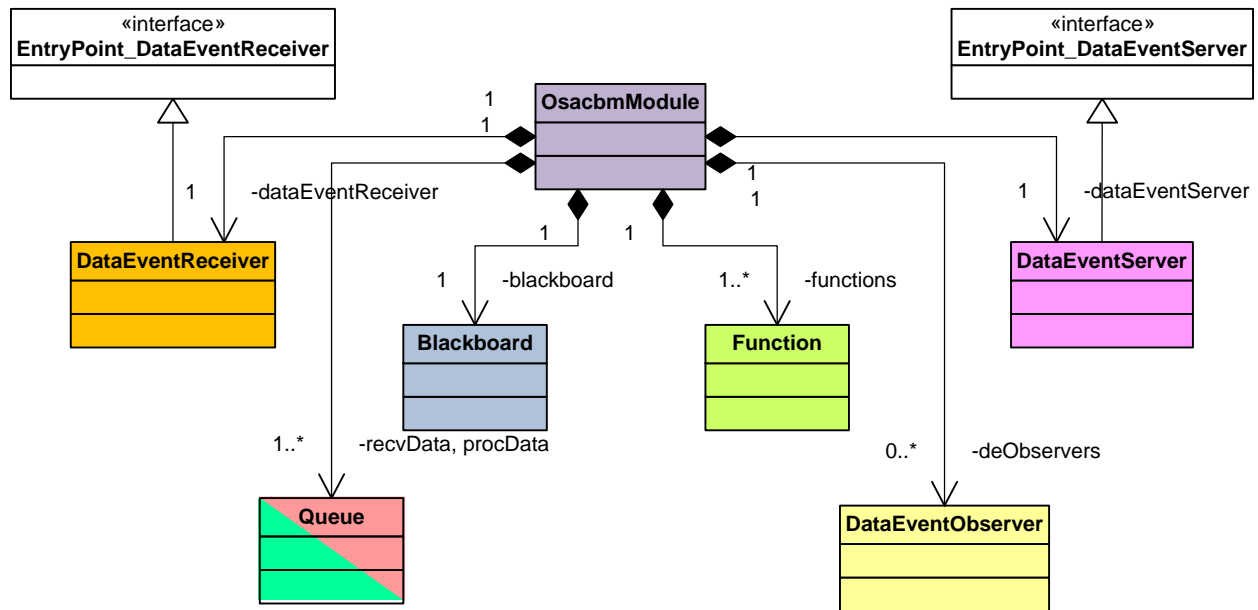 «interface»
EntryPoint_DataEventReceiver
«interface»
EntryPoint_DataEventServer
OsacbmModule
1
1
1
1
1
-dataEventReceiver
1
-dataEventServer
1
1
DataEventReceiver
DataEventServer
1
-blackboard
1..*
-functions
Blackboard
Function
1..*
-recvData, procData
0..*
-deObservers
Queue
DataEventObserver